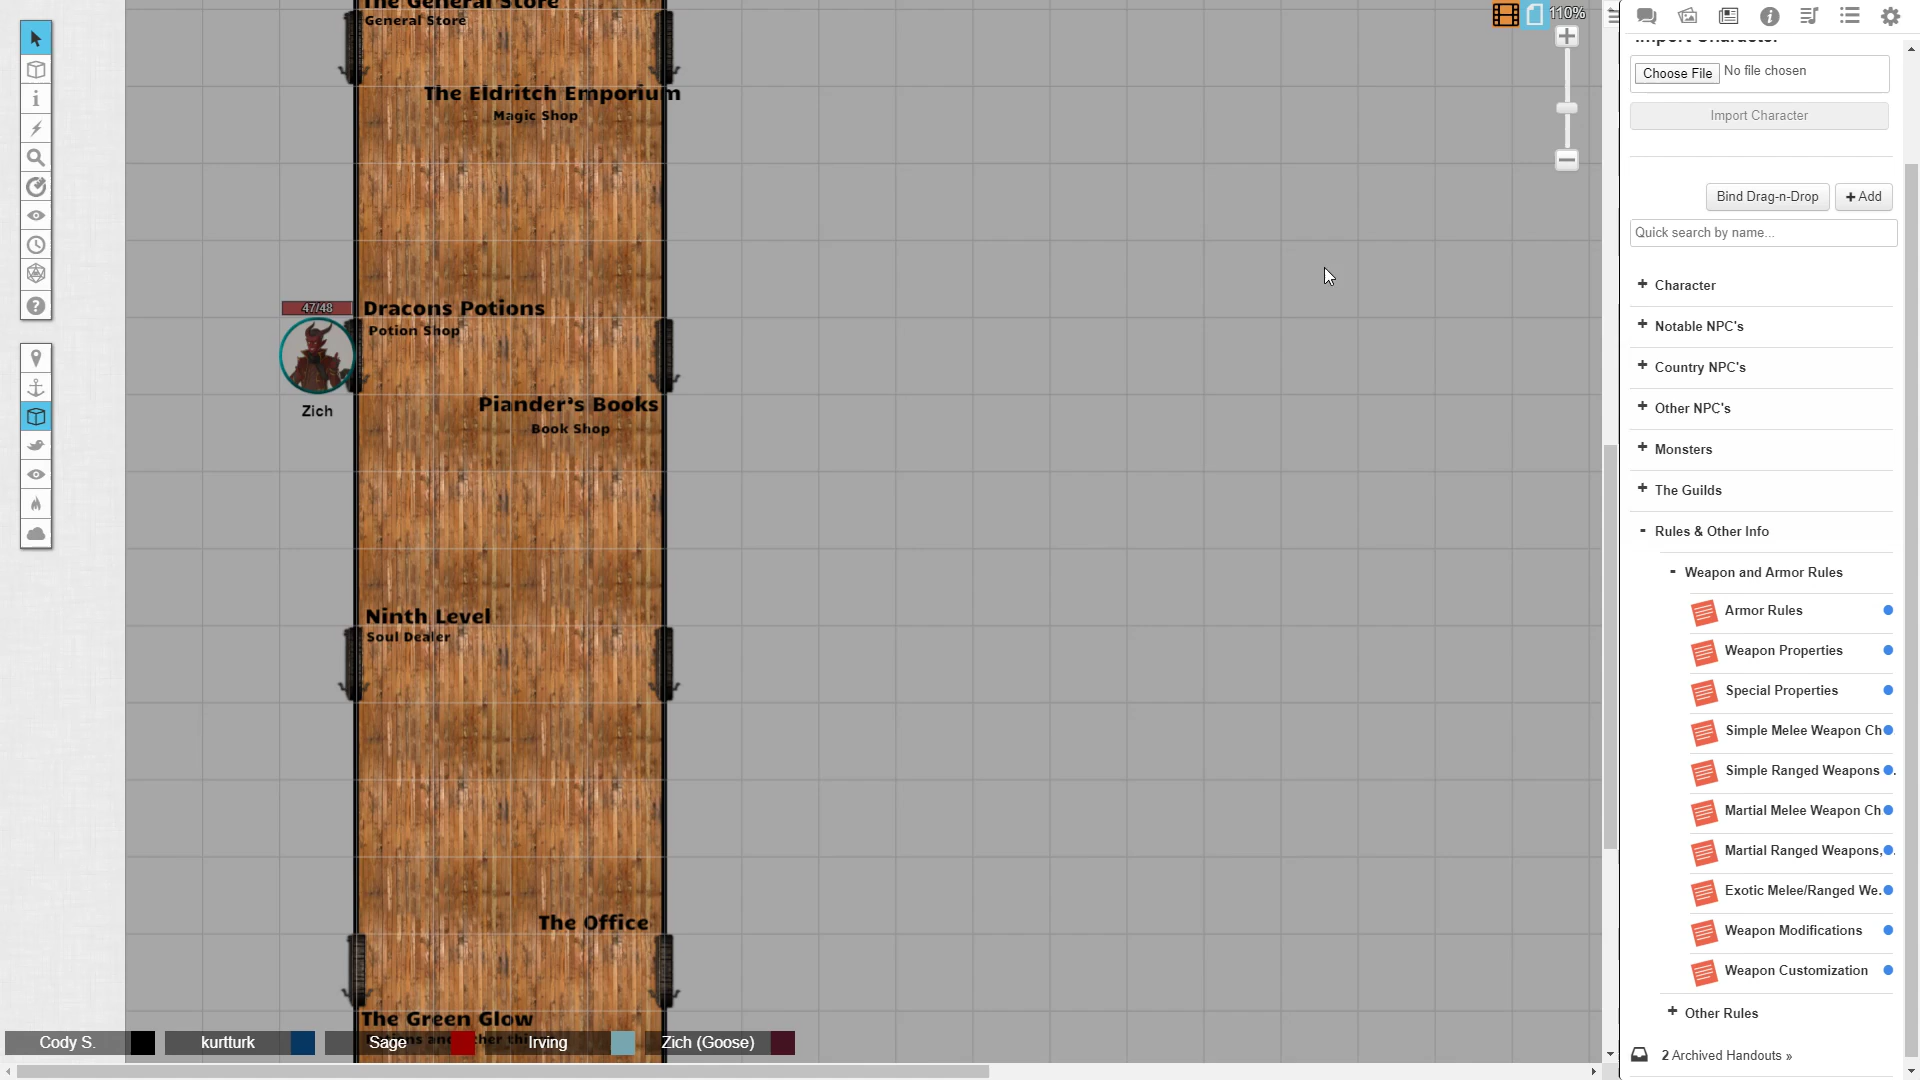 The General Store
General Store
The Eldritch Emporium
Magic Shop
47/48
Dracons Potions
Potion Shop
Zich
Piander's Books
Book Shop
Ninth Level
Soul Dealer
The Office
The Green Glow
Cody S.
kurtturk
Sage
Irving
Zich (Goose)
110%
Import Character
Choose File No file chosen
Import Character
Bind Drag-n-Drop
+ Add
Quick search by name...
+ Character
+ Notable NPC's
+ Country NPC's
+ Other NPC's
+ Monsters
+ The Guilds
- Rules & Other Info
- Weapon and Armor Rules
Armor Rules
Weapon Properties
Special Properties
Simple Melee Weapon Ch
Simple Ranged Weapons
Martial Melee Weapon Ch
Martial Ranged Weapons,
Exotic Melee/Ranged We.
Weapon Modifications
Weapon Customization
+ Other Rules
2 Archived Handouts »